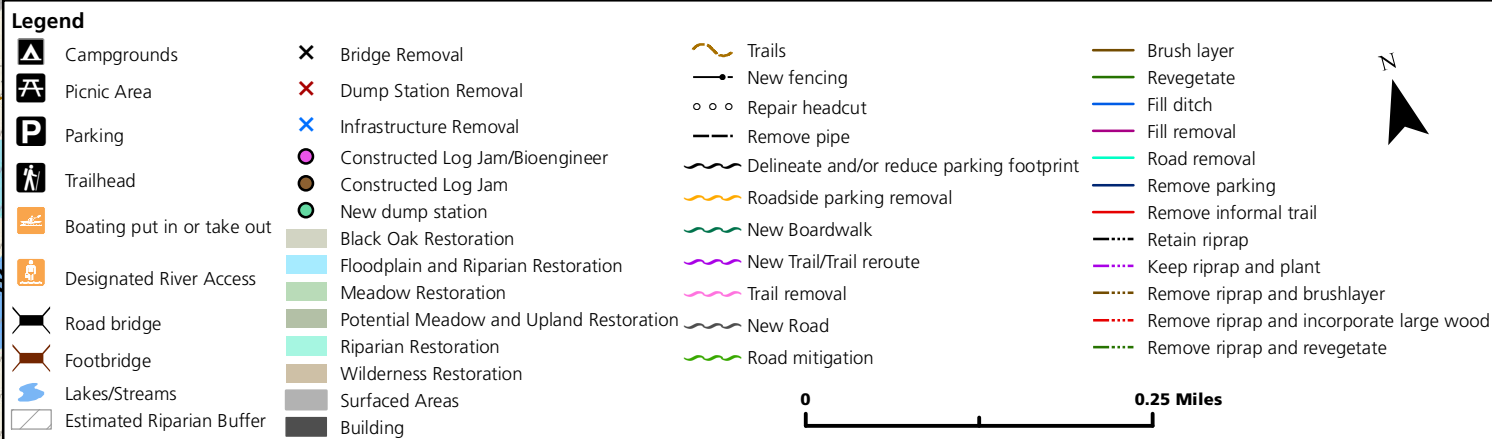 Legend
Campgrounds
Picnic Area
P
Parking
Trailhead
Boating put in or take out
Designated River Access
Road bridge
Footbridge
Lakes/Streams
Estimated Riparian Buffer
Bridge Removal
Dump Station Removal
Infrastructure Removal
Constructed Log Jam/Bioengineer
Constructed Log Jam
New dump station
Black Oak Restoration
Floodplain and Riparian Restoration
Meadow Restoration
Potential Meadow and Upland Restoration
Riparian Restoration
Wilderness Restoration
Surfaced Areas
Building
Trails
New fencing
Repair headcut
Remove pipe
Delineate and/or reduce parking footprint
Roadside parking removal
New Boardwalk
New Trail/Trail reroute
Trail removal
New Road
Road mitigation
Brush layer
Revegetate
Fill ditch
Fill removal
Road removal
Remove parking
Remove informal trail
Retain riprap
Keep riprap and plant
Remove riprap and brushlayer
Remove riprap and incorporate large wood
Remove riprap and revegetate
N
0 0.25 Miles